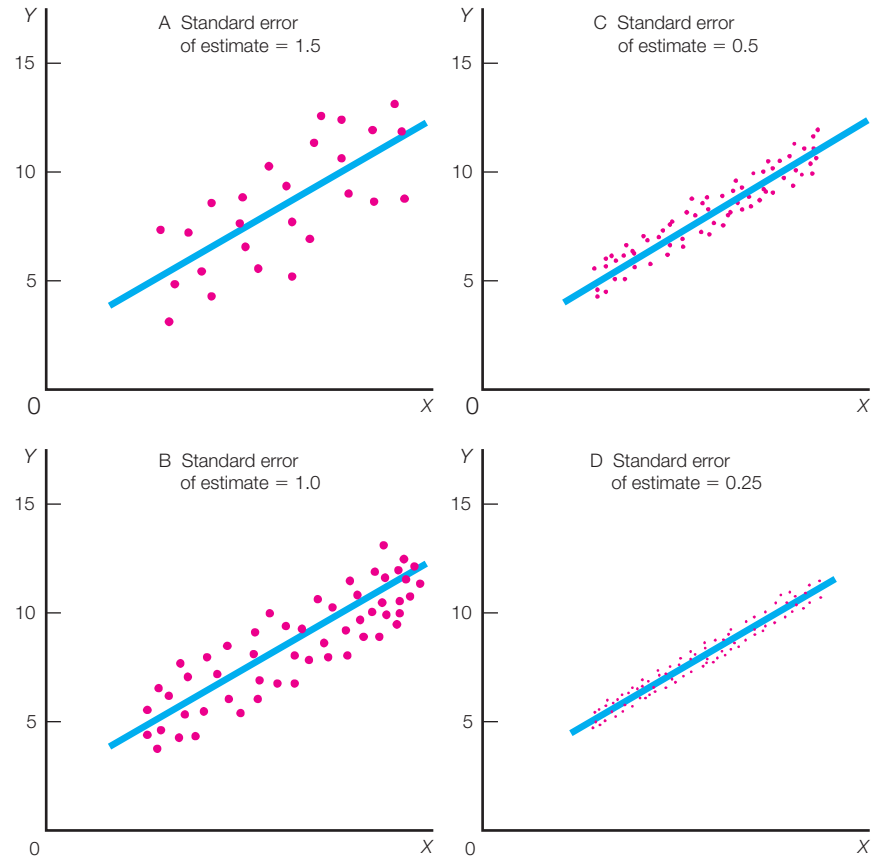 Y
A Standard error
of estimate = 1.5
15
10
5
0
X
Y
C Standard error
of estimate = 0.5
15
10
5
0
X
Y
B Standard error
of estimate = 1.0
15
10
5
0
X
Y
D Standard error
of estimate = 0.25
15
10
5
0
X